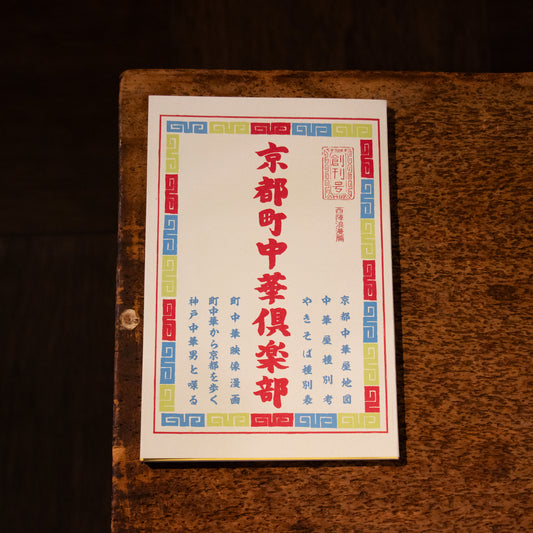 創刊号
西陣浪漫篇
京都町中華倶楽部
京都中華屋地図
中華屋種別考
やきそば種別表
町中華映像漫画
町中華から京都を歩く
神戸中華男と喋る